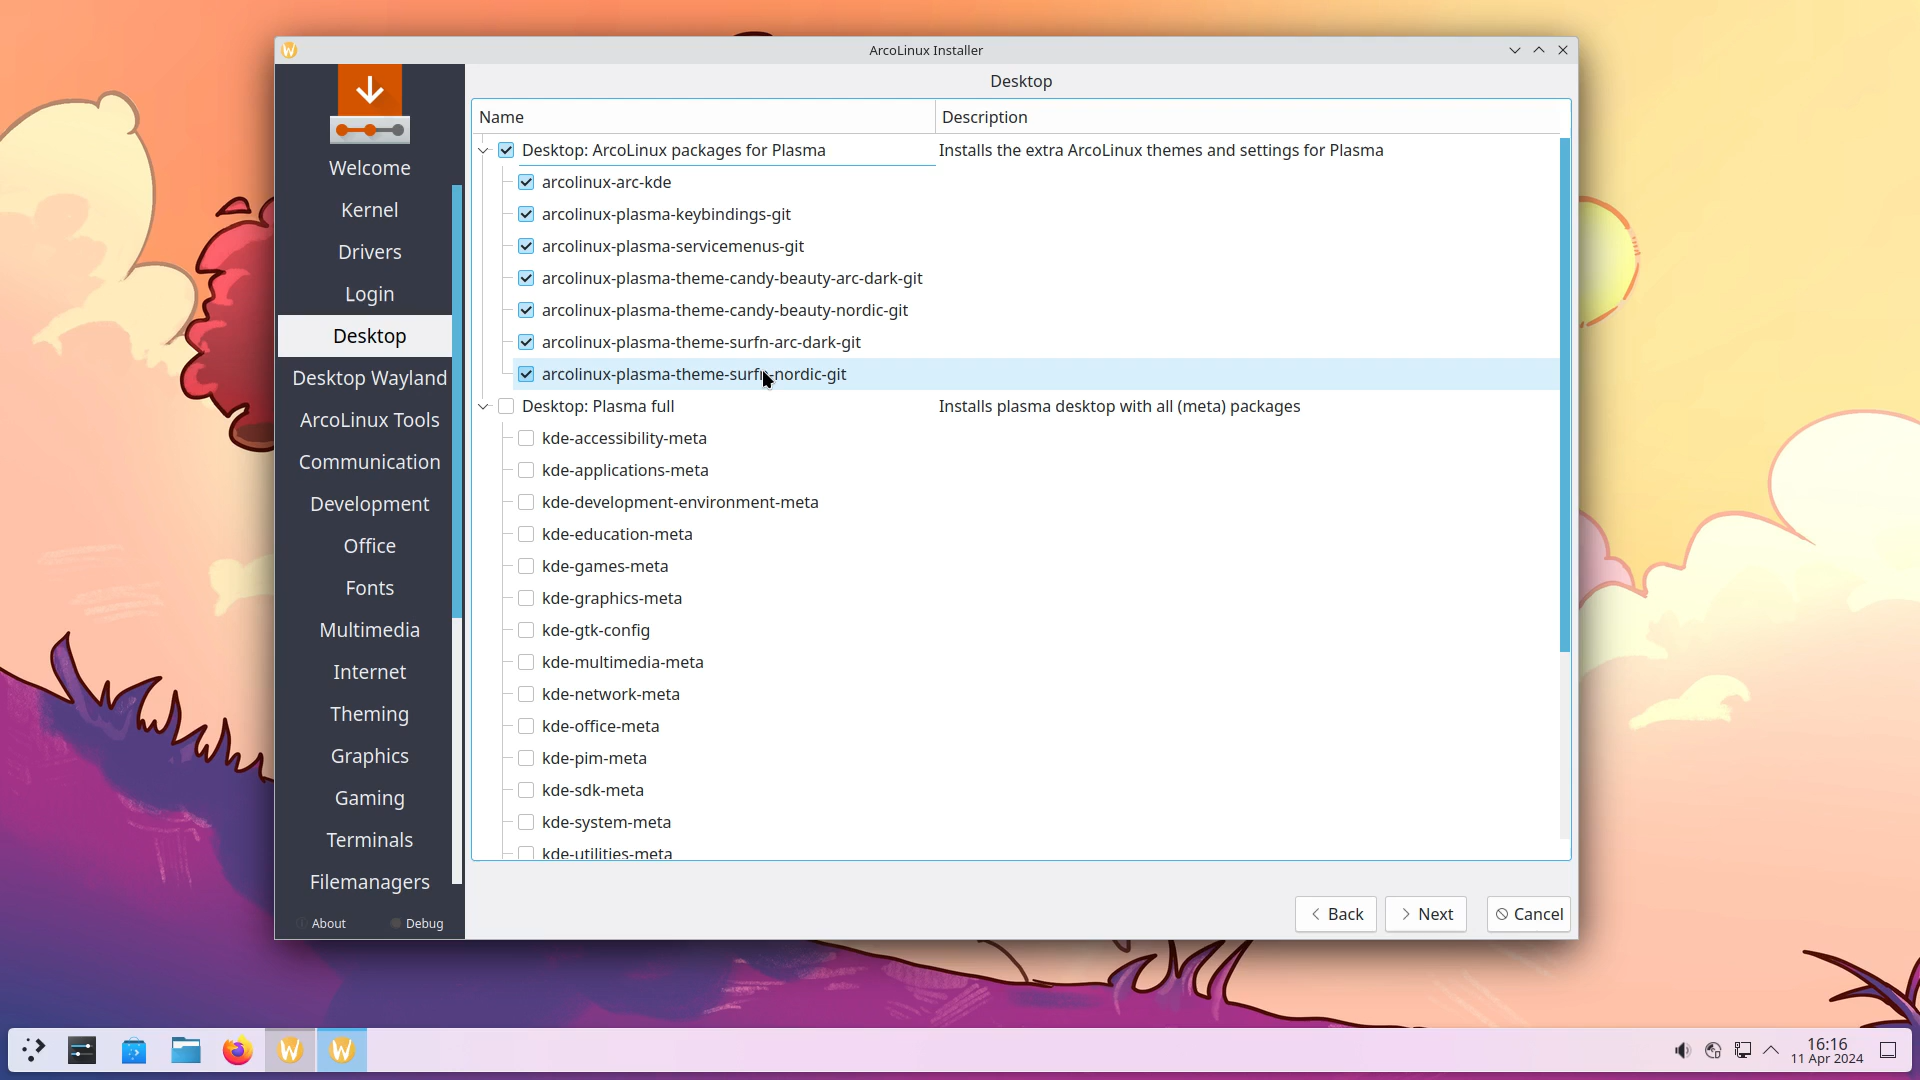 ArcoLinux Installer
Desktop
Welcome
Kernel
Drivers
Login
Desktop
Desktop Wayland
ArcoLinux Tools
Communication
Development
Office
Fonts
Multimedia
Internet
Theming
Graphics
Gaming
Terminals
Filemanagers
About Debug
Name Description
Desktop: ArcoLinux packages for Plasma Installs the extra ArcoLinux themes and settings for Plasma
arcolinux-arc-kde
arcolinux-plasma-keybindings-git
arcolinux-plasma-servicemenus-git
arcolinux-plasma-theme-candy-beauty-arc-dark-git
arcolinux-plasma-theme-candy-beauty-nordic-git
arcolinux-plasma-theme-surfn-arc-dark-git
arcolinux-plasma-theme-surfn-nordic-git
Desktop: Plasma full Installs plasma desktop with all (meta) packages
kde-accessibility-meta
kde-applications-meta
kde-development-environment-meta
kde-education-meta
kde-games-meta
kde-graphics-meta
kde-gtk-config
kde-multimedia-meta
kde-network-meta
kde-office-meta
kde-pim-meta
kde-sdk-meta
kde-system-meta
kde-utilities-meta
Back Next Cancel
16:16
11 Apr 2024